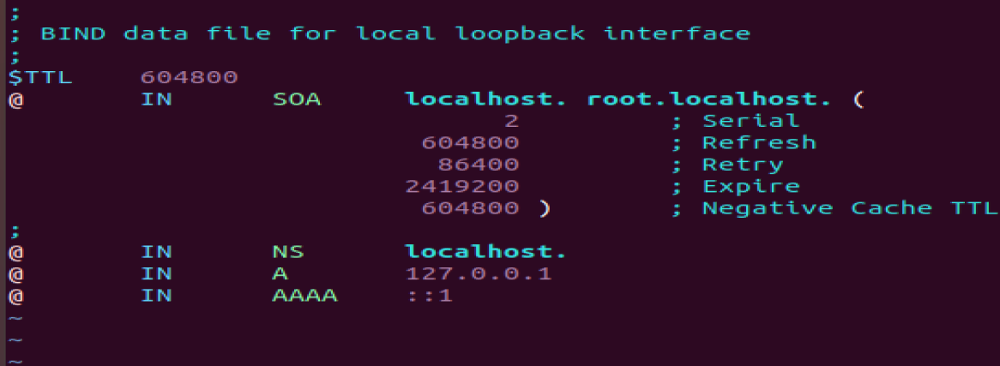 ;
; BIND data file for local loopback interface
;
$TTL    604800
@       IN      SOA     localhost. root.localhost. (
                              2         ; Serial
                         604800         ; Refresh
                          86400         ; Retry
                        2419200         ; Expire
                         604800 )       ; Negative Cache TTL
;
@       IN      NS      localhost.
@       IN      A       127.0.0.1
@       IN      AAAA    ::1
~
~
~